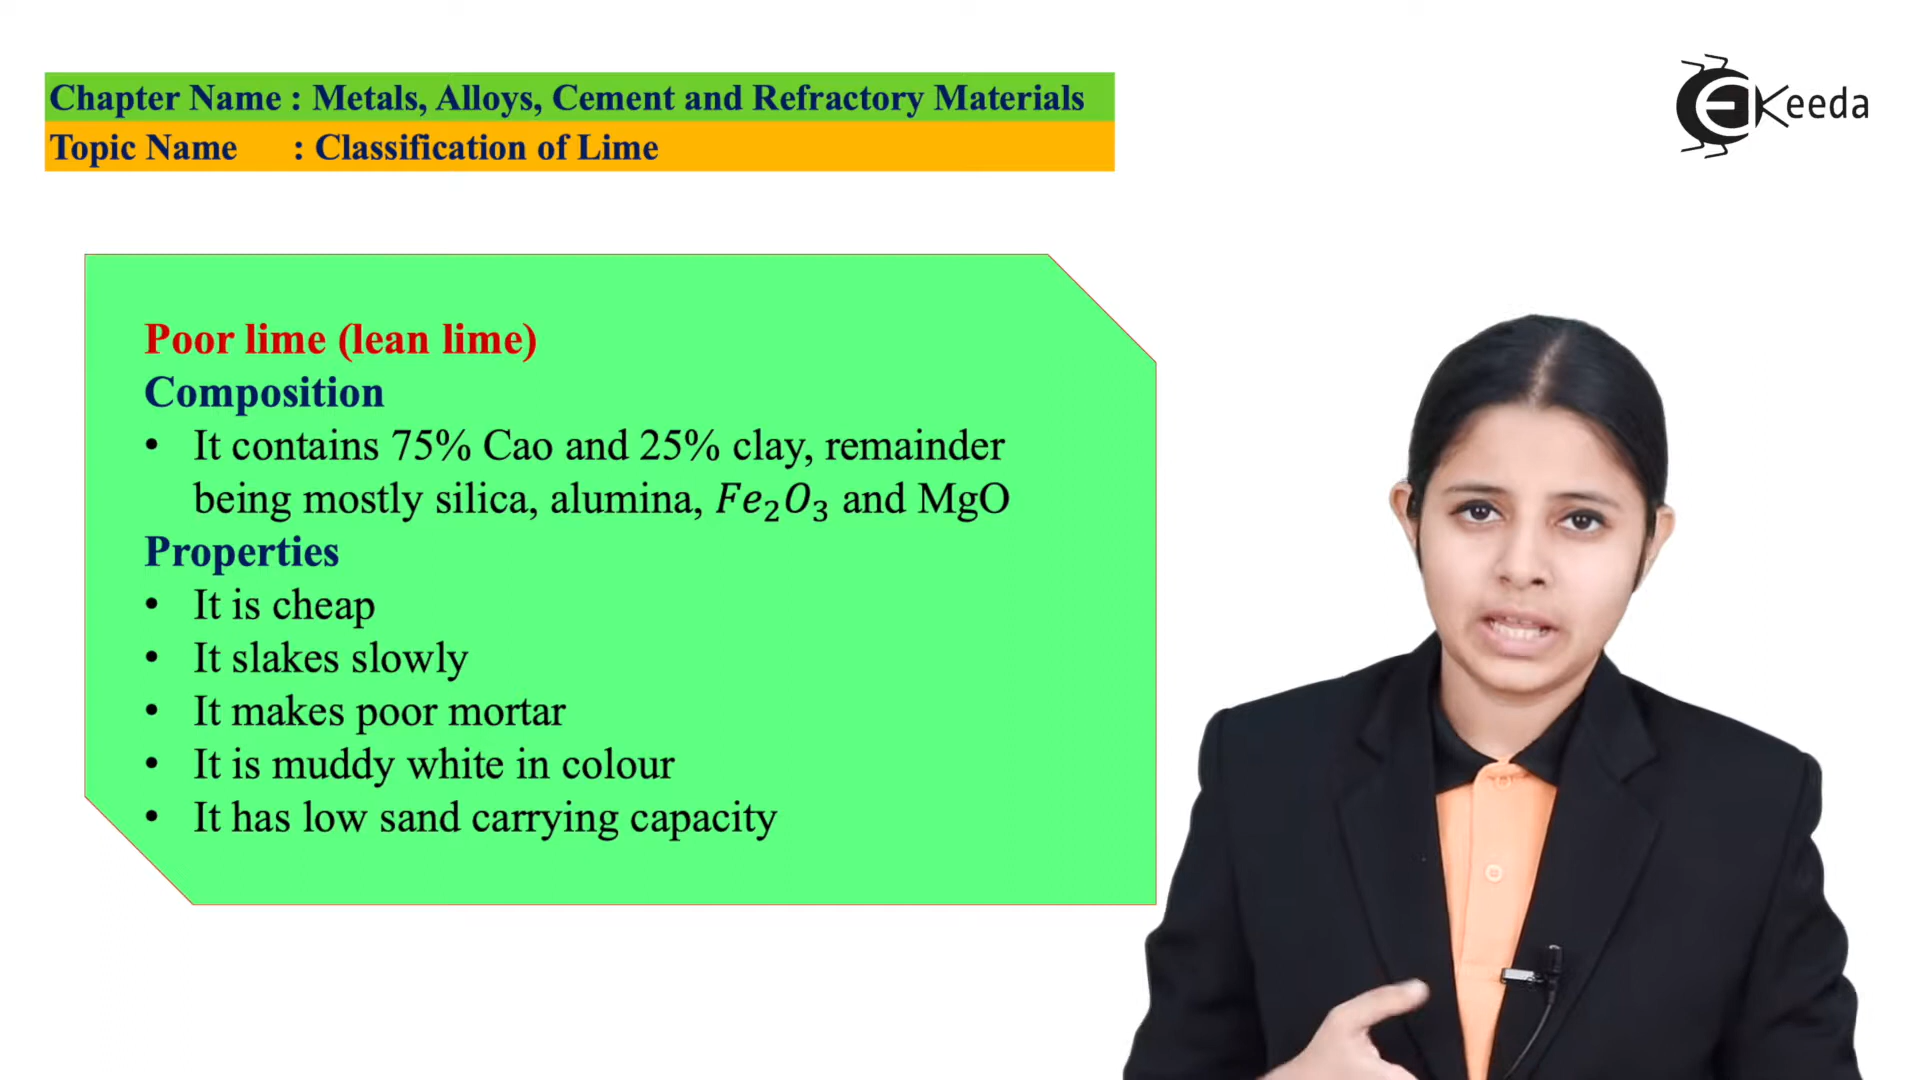 Chapter Name : Metals, Alloys, Cement and Refractory Materials
Topic Name : Classification of Lime
EKeeda
Poor lime (lean lime)
Composition
• It contains 75% Cao and 25% clay, remainder
being mostly silica, alumina, Fe₂O₃ and MgO
Properties
• It is cheap
• It slakes slowly
• It makes poor mortar
• It is muddy white in colour
• It has low sand carrying capacity